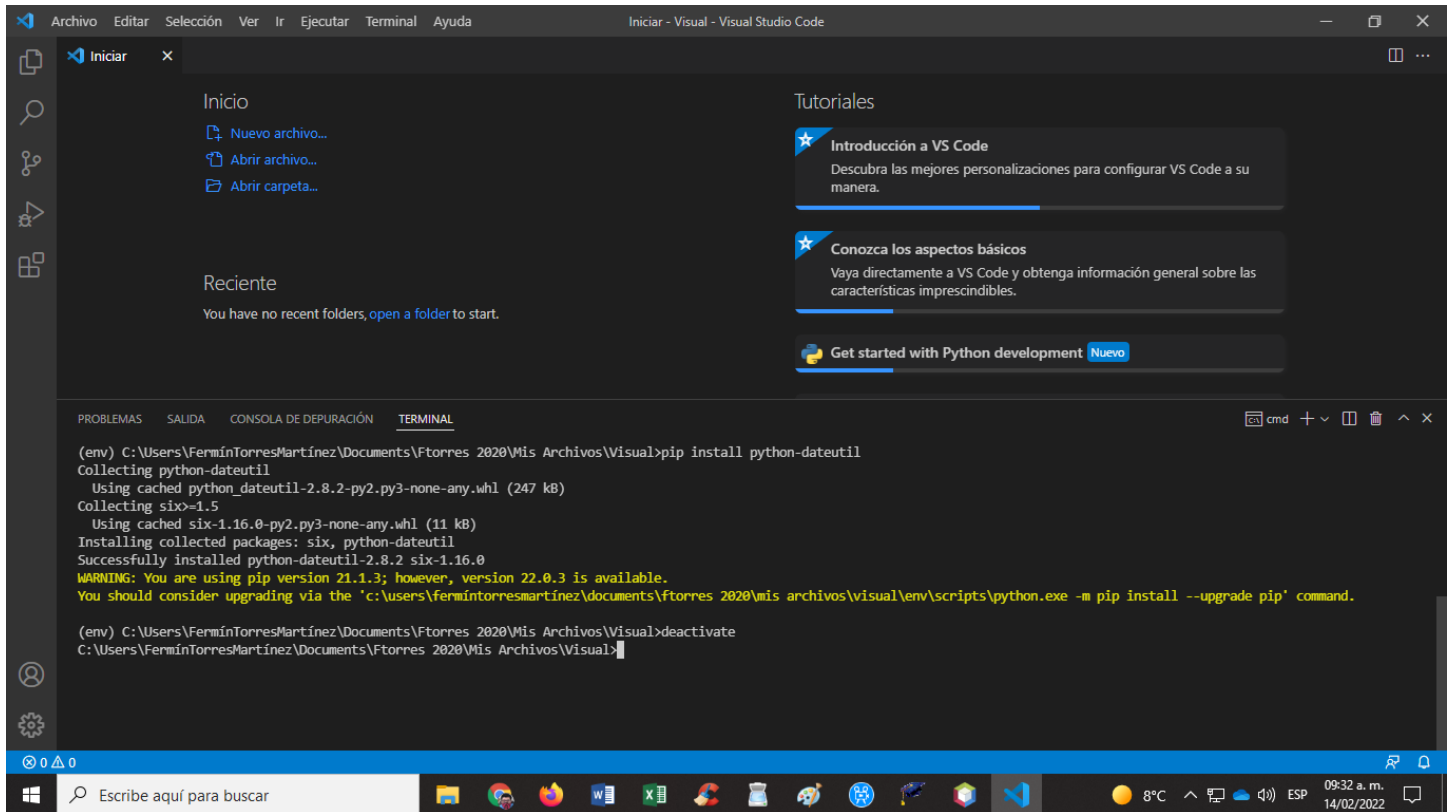 Archivo Editar Selección Ver Ir Ejecutar Terminal Ayuda
Iniciar - Visual - Visual Studio Code
Iniciar
Inicio
Nuevo archivo...
Abrir archivo...
Abrir carpeta...
Reciente
You have no recent folders, open a folder to start.
Tutoriales
Introducción a VS Code
Descubra las mejores personalizaciones para configurar VS Code a su
manera.
Conozca los aspectos básicos
Vaya directamente a VS Code y obtenga información general sobre las
características imprescindibles.
Get started with Python development Nuevo
PROBLEMAS SALIDA CONSOLA DE DEPURACIÓN TERMINAL
cmd
(env) C:\Users\FermínTorresMartínez\Documents\Ftorres 2020\Mis Archivos\Visual>pip install python-dateutil
Collecting python-dateutil
Using cached python_dateutil-2.8.2-py2.py3-none-any.whl (247 kB)
Collecting six>=1.5
Using cached six-1.16.0-py2.py3-none-any.whl (11 kB)
Installing collected packages: six, python-dateutil
Successfully installed python-dateutil-2.8.2 six-1.16.0
WARNING: You are using pip version 21.1.3; however, version 22.0.3 is available.
You should consider upgrading via the 'c:\users\fermíntorresmartínez\documents\ftorres 2020\mis archivos\visual\env\scripts\python.exe -m pip install --upgrade pip' command.
(env) C:\Users\FermínTorresMartínez\Documents\Ftorres 2020\Mis Archivos\Visual>deactivate
C:\Users\FermínTorresMartínez\Documents\Ftorres 2020\Mis Archivos\Visual>
0 0
Escribe aquí para buscar
8°C
ESP
09:32 a. m.
14/02/2022